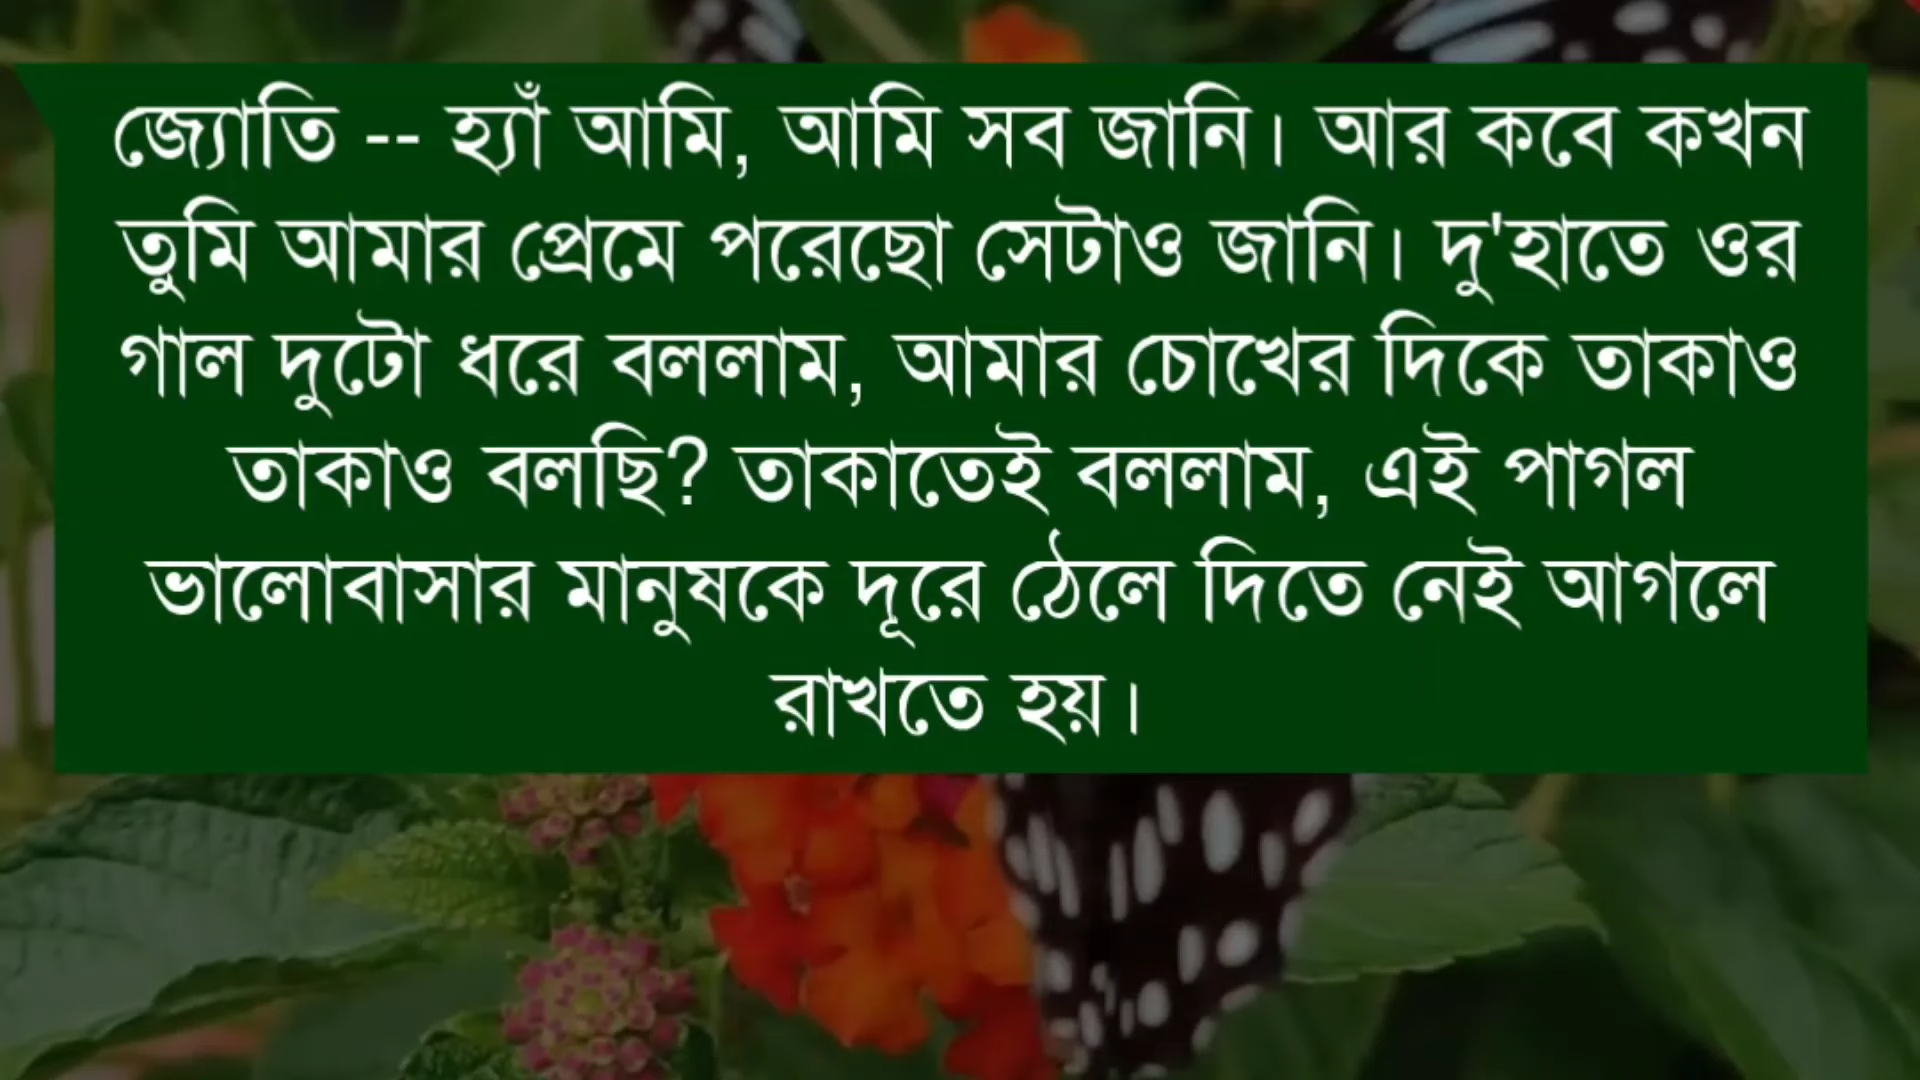 জ্যোতি -- হ্যাঁ আমি, আমি সব জানি। আর কবে কখন
তুমি আমার প্রেমে পরেছো সেটাও জানি। দু'হাতে ওর
গাল দুটো ধরে বললাম, আমার চোখের দিকে তাকাও
তাকাও বলছি? তাকাতেই বললাম, এই পাগল
ভালোবাসার মানুষকে দূরে ঠেলে দিতে নেই আগলে
রাখতে হয়।